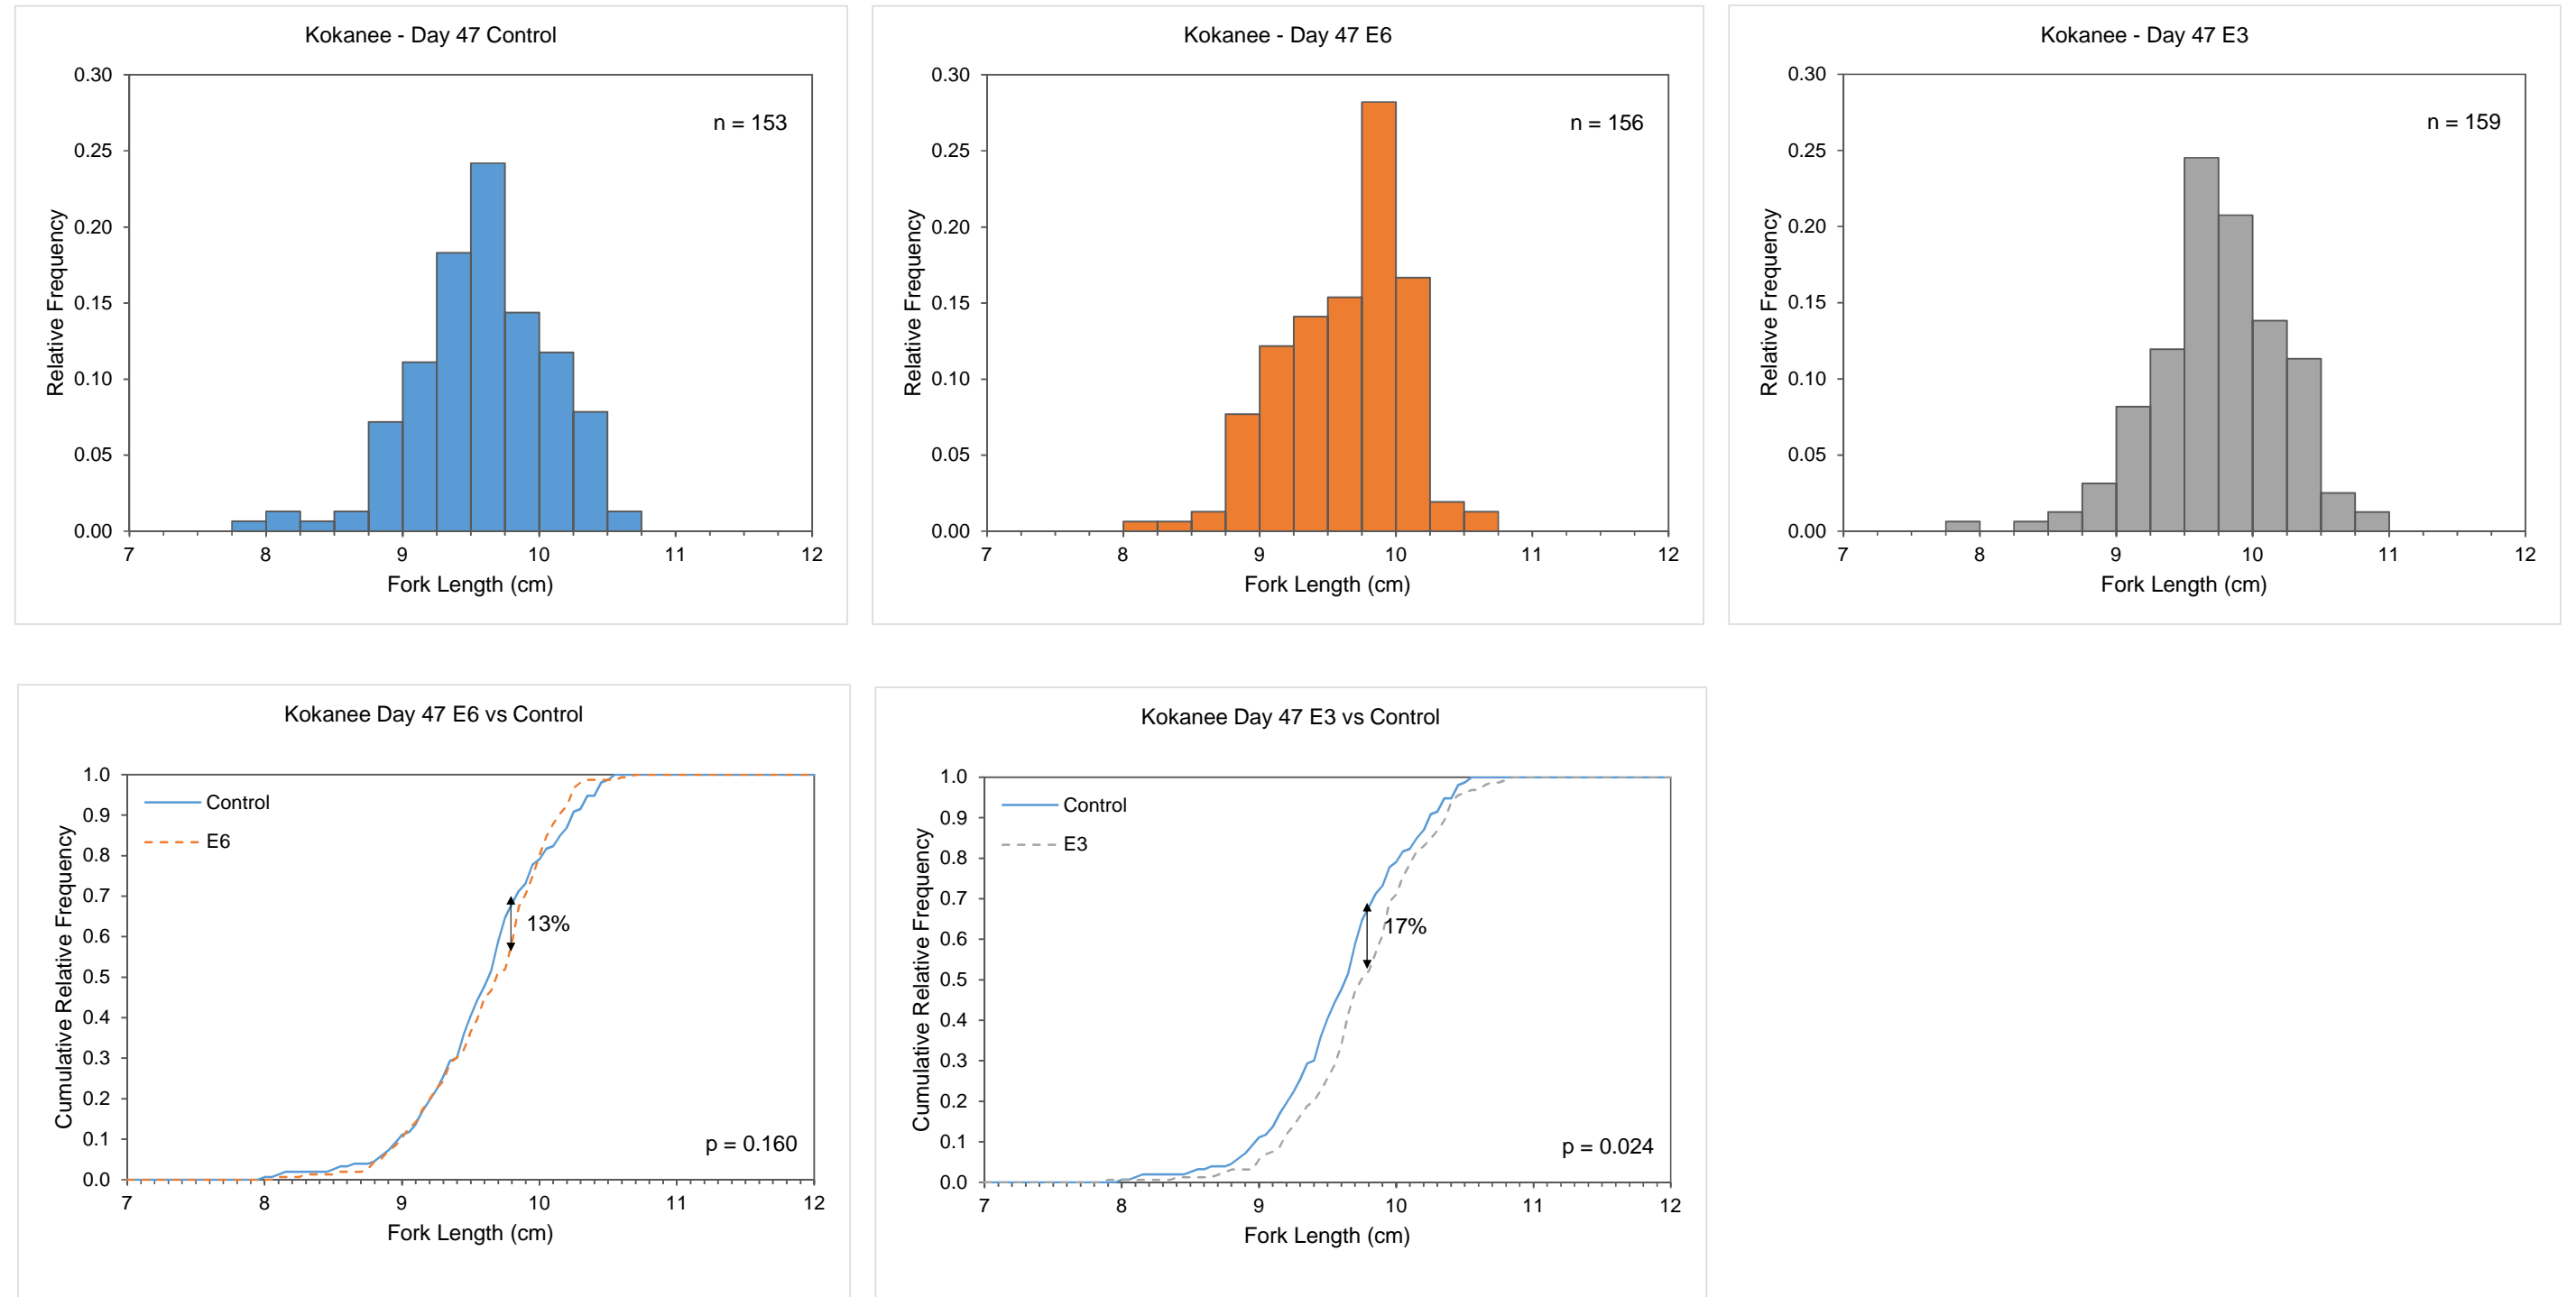 Kokanee - Day 47 Control
0.30
0.25
0.20
0.15
0.10
0.05
0.00
n = 153
Relative Frequency
7 8 9 10 11 12
Fork Length (cm)
Kokanee - Day 47 E6
0.30
0.25
0.20
0.15
0.10
0.05
0.00
n = 156
Relative Frequency
7 8 9 10 11 12
Fork Length (cm)
Kokanee - Day 47 E3
0.30
0.25
0.20
0.15
0.10
0.05
0.00
n = 159
Relative Frequency
7 8 9 10 11 12
Fork Length (cm)
Kokanee Day 47 E6 vs Control
1.0
0.9
0.8
0.7
0.6
0.5
0.4
0.3
0.2
0.1
0.0
Control
E6
13%
p = 0.160
Cumulative Relative Frequency
7 8 9 10 11 12
Fork Length (cm)
Kokanee Day 47 E3 vs Control
1.0
0.9
0.8
0.7
0.6
0.5
0.4
0.3
0.2
0.1
0.0
Control
E3
17%
p = 0.024
Cumulative Relative Frequency
7 8 9 10 11 12
Fork Length (cm)